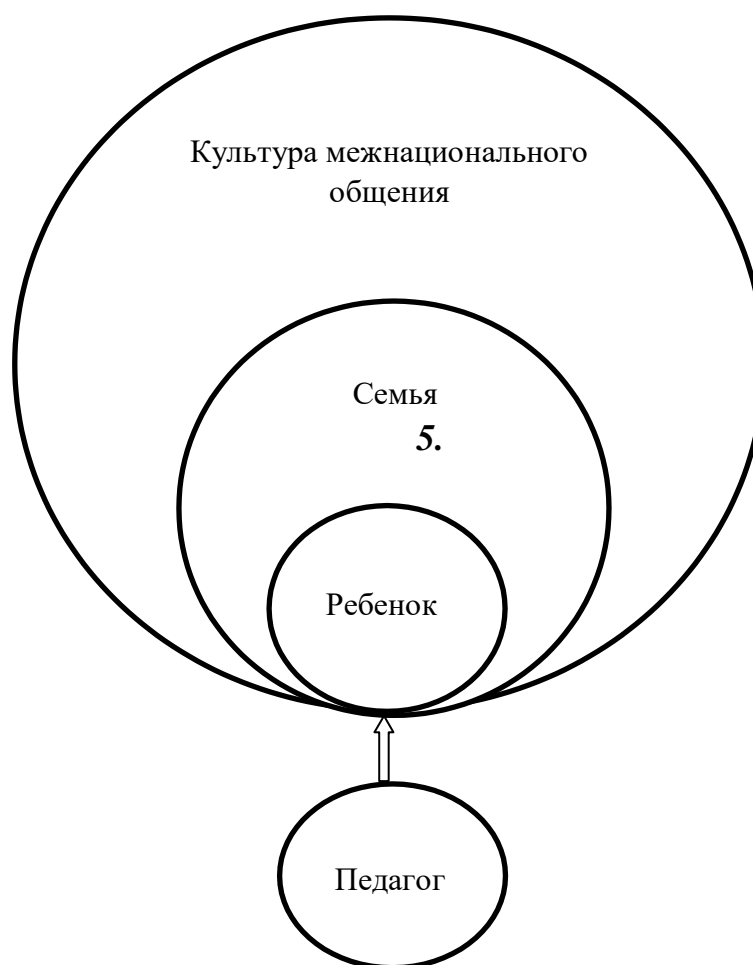 Культура межнационального
общения
Семья
5.
Ребенок
Педагог